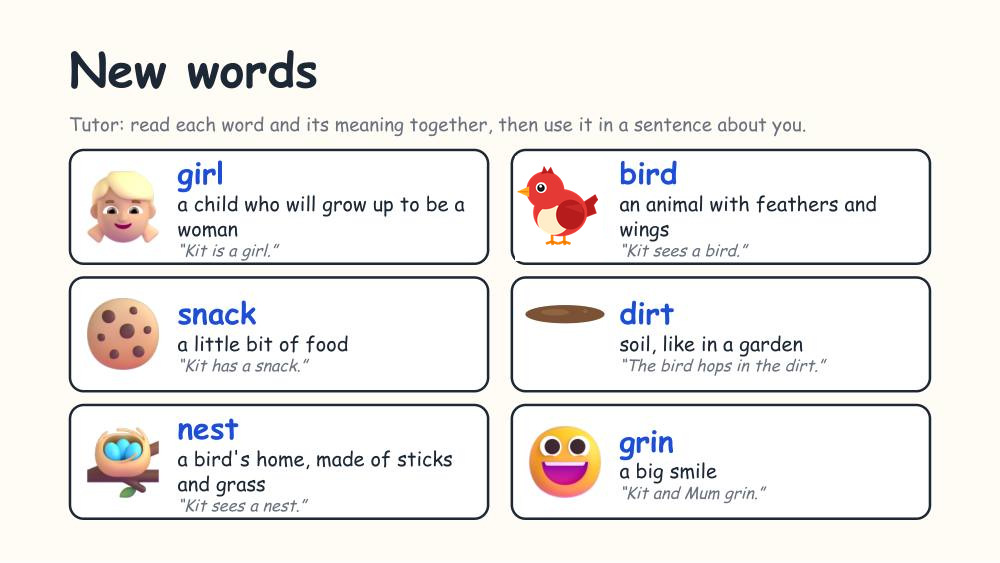 New words
Tutor: read each word and its meaning together, then use it in a sentence about you.
girl
a child who will grow up to be a
woman
"Kit is a girl."
bird
an animal with feathers and
wings
"Kit sees a bird."
snack
a little bit of food
"Kit has a snack."
dirt
soil, like in a garden
"The bird hops in the dirt."
nest
a bird's home, made of sticks
and grass
"Kit sees a nest."
grin
a big smile
"Kit and Mum grin."